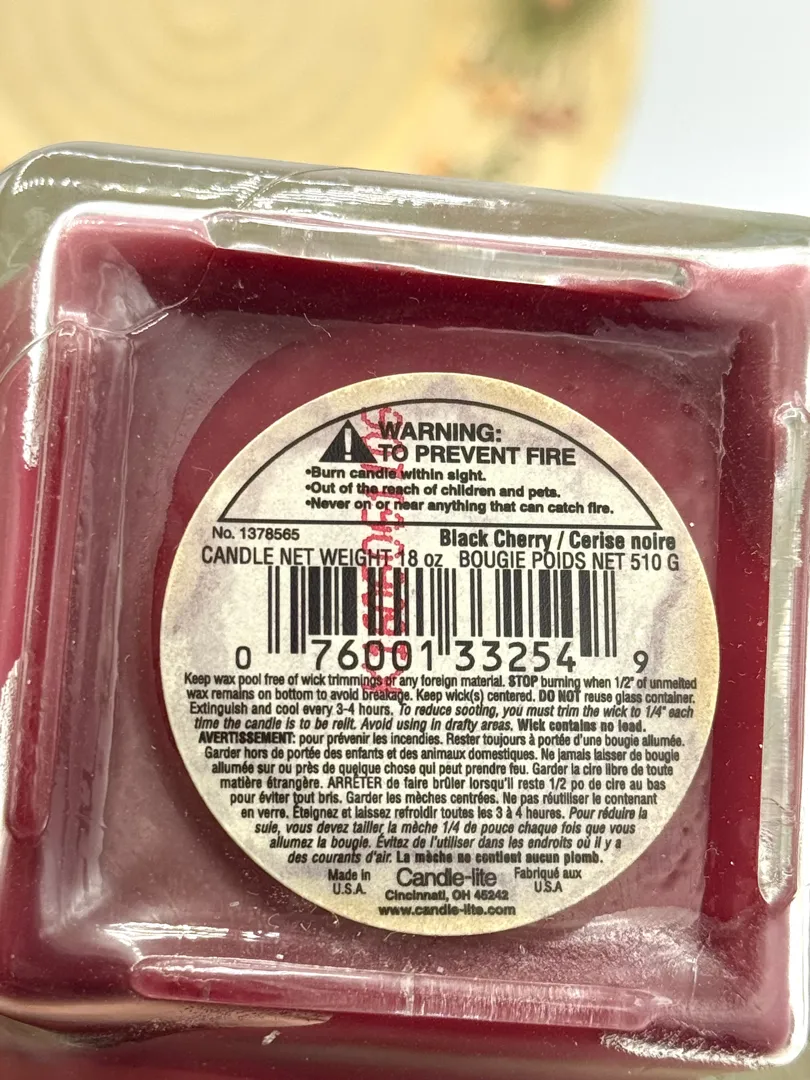 WARNING:
TO PREVENT FIRE
•Burn candle within sight.
•Out of the reach of children and pets.
•Never on or near anything that can catch fire.
No. 1378565 Black Cherry / Cerise noire
CANDLE NET WEIGHT 18 oz BOUGIE POIDS NET 510 G
0 76001 33254 9
Keep wax pool free of wick trimmings or any foreign material. STOP burning when 1/2" of unmelted
wax remains on bottom to avoid breakage. Keep wick(s) centered. DO NOT reuse glass container.
Extinguish and cool every 3-4 hours. To reduce sooting, you must trim the wick to 1/4" each
time the candle is to be relit. Avoid using in drafty areas. Wick contains no lead.
AVERTISSEMENT: pour prévenir les incendies. Rester toujours à portée d'une bougie allumée.
Garder hors de portée des enfants et des animaux domestiques. Ne jamais laisser de bougie
allumée sur ou près de quelque chose qui peut prendre feu. Garder la cire libre de toute
matière étrangère. ARRÊTER de faire brûler lorsqu'il reste 1/2 po de cire au bas
pour éviter tout bris. Garder les mèches centrées. Ne pas réutiliser le contenant
en verre. Éteignez et laissez refroidir toutes les 3 à 4 heures. Pour réduire la
suie, vous devez tailler la mèche 1/4 de pouce chaque fois que vous
allumez la bougie. Évitez de l'utiliser dans les endroits où il y a
des courants d'air. La mèche ne contient aucun plomb.
Made in U.S.A. Candle-lite Fabriqué aux U.S.A
Cincinnati, OH 45242
www.candle-lite.com